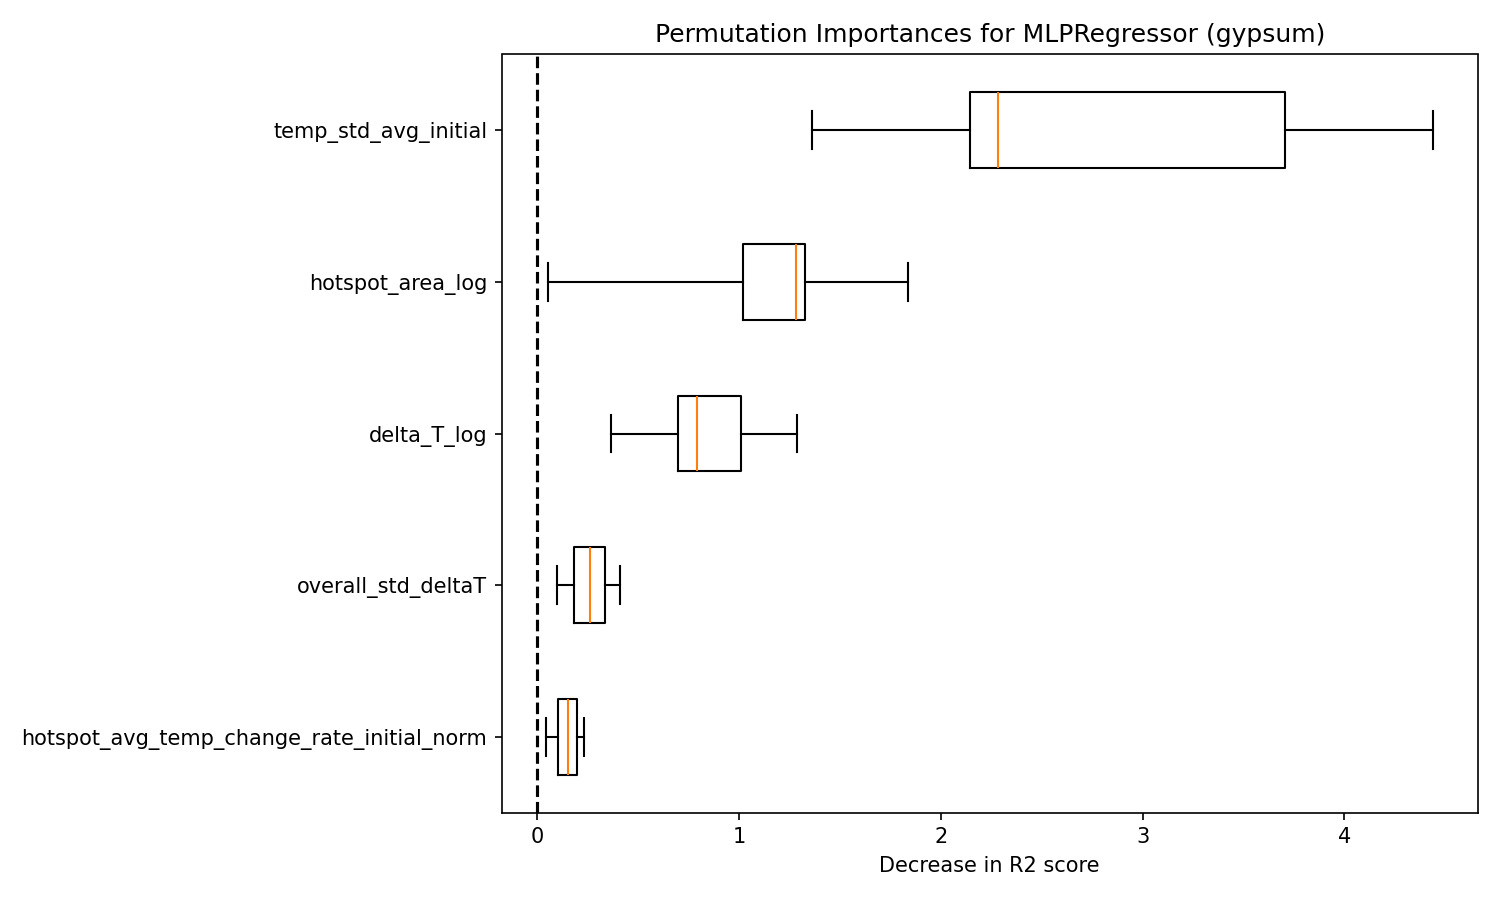 Permutation Importances for MLPRegressor (gypsum)
temp_std_avg_initial
hotspot_area_log
delta_T_log
overall_std_deltaT
hotspot_avg_temp_change_rate_initial_norm
0 1 2 3 4
Decrease in R2 score